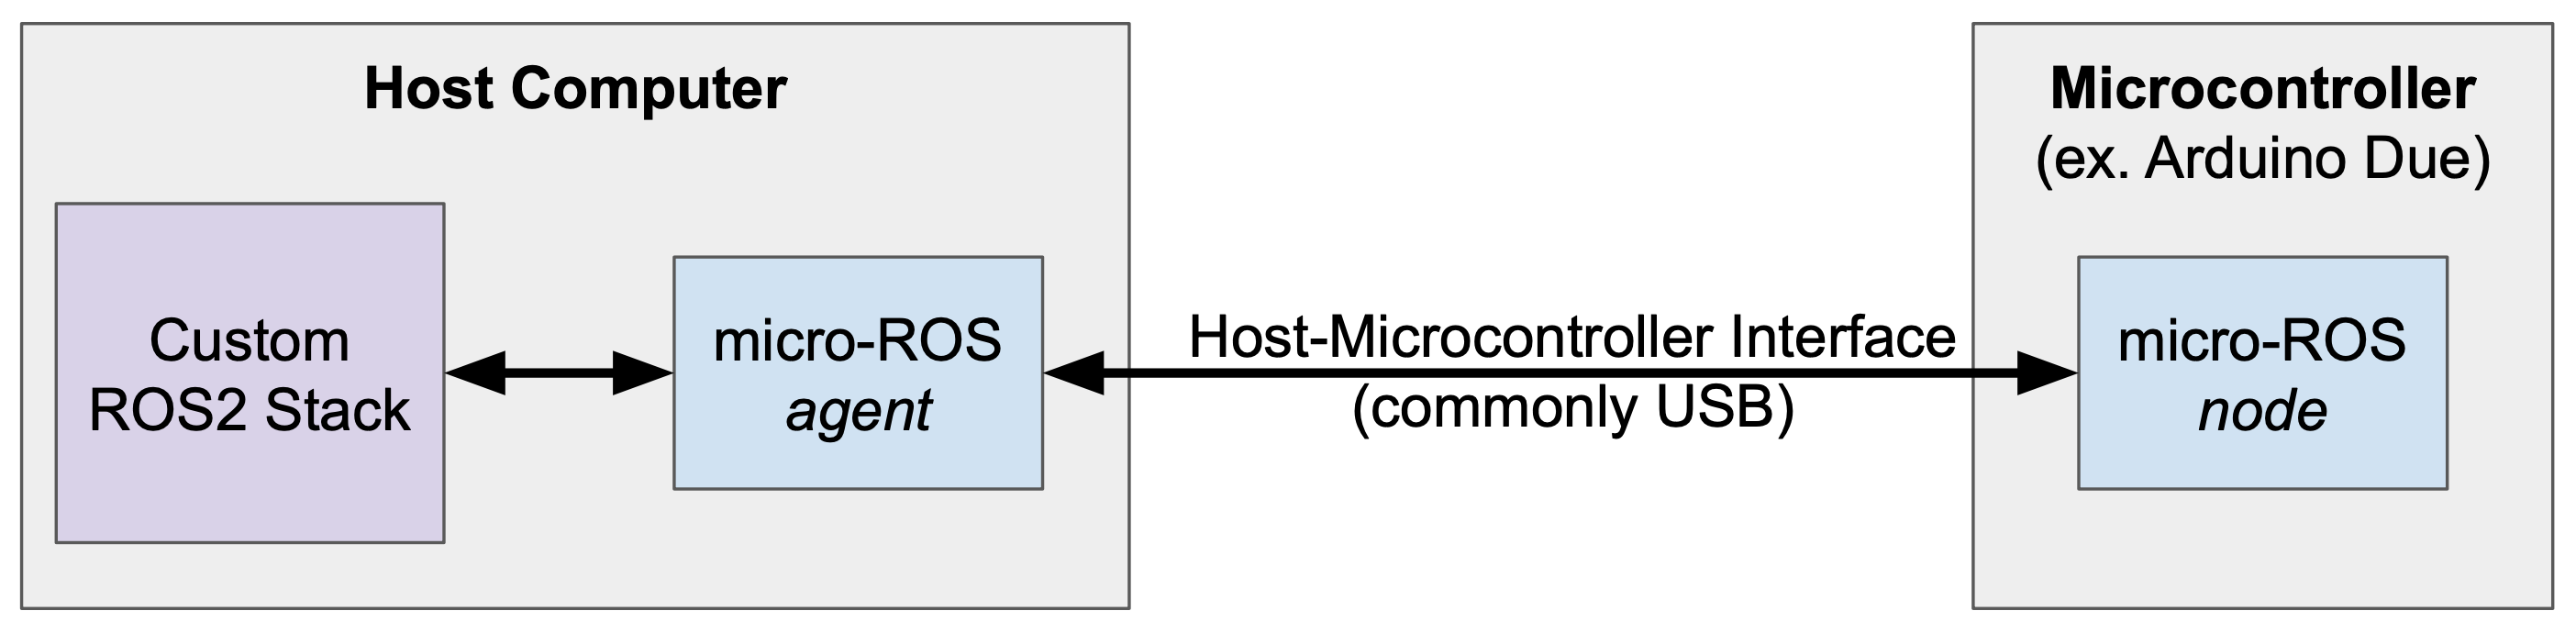 Host Computer
Custom
ROS2 Stack
micro-ROS
agent
Host-Microcontroller Interface
(commonly USB)
Microcontroller
(ex. Arduino Due)
micro-ROS
node